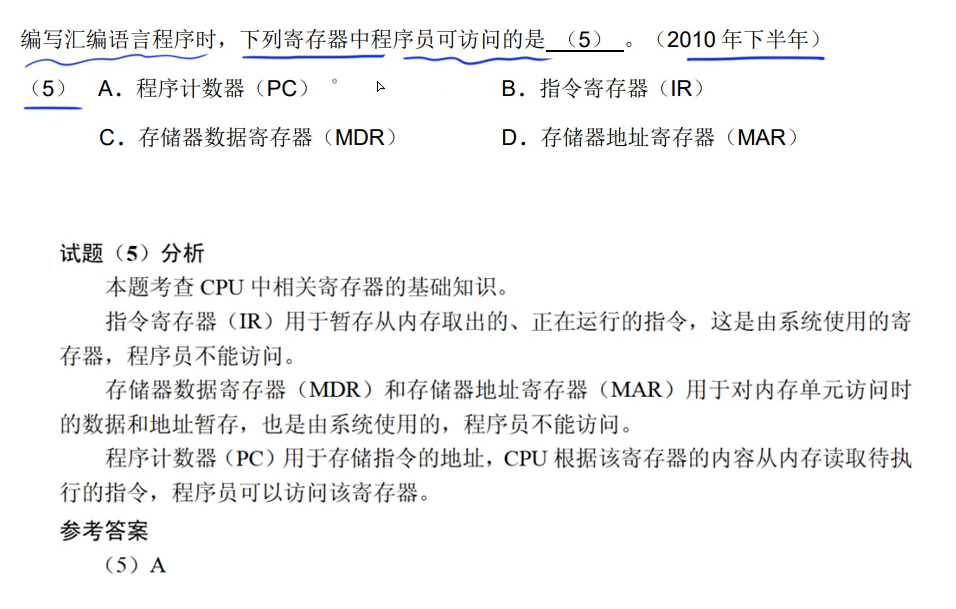 编写汇编语言程序时，下列寄存器中程序员可访问的是 （5） 。（2010 年下半年）
（5） A．程序计数器（PC） B．指令寄存器（IR）
C．存储器数据寄存器（MDR） D．存储器地址寄存器（MAR）
试题（5）分析
本题考查 CPU 中相关寄存器的基础知识。
指令寄存器（IR）用于暂存从内存取出的、正在运行的指令，这是由系统使用的寄
存器，程序员不能访问。
存储器数据寄存器（MDR）和存储器地址寄存器（MAR）用于对内存单元访问时
的数据和地址暂存，也是由系统使用的，程序员不能访问。
程序计数器（PC）用于存储指令的地址，CPU 根据该寄存器的内容从内存读取待执
行的指令，程序员可以访问该寄存器。
参考答案
（5）A